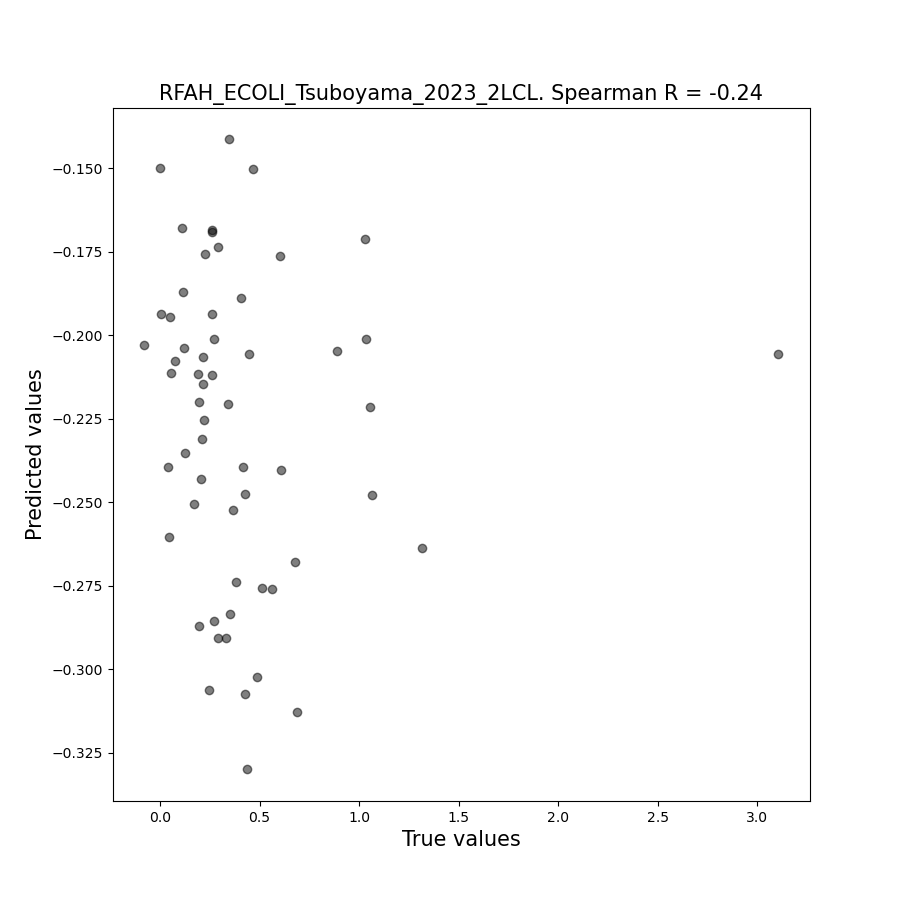 RFAH_ECOLI_Tsuboyama_2023_2LCL. Spearman R = -0.24
Predicted values
−0.150
−0.175
−0.200
−0.225
−0.250
−0.275
−0.300
−0.325
0.0 0.5 1.0 1.5 2.0 2.5 3.0
True values